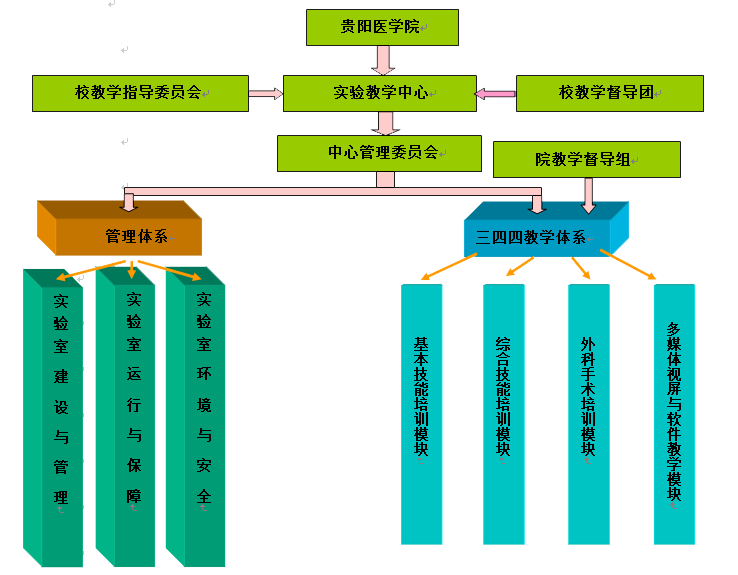 贵阳医学院
校教学指导委员会
实验教学中心
校教学督导团
中心管理委员会
院教学督导组
管理体系
三四四教学体系
实验室建设与管理
实验室运行与保障
实验室环境与安全
基本技能培训模块
综合技能培训模块
外科手术培训模块
多媒体视屏与软件教学模块